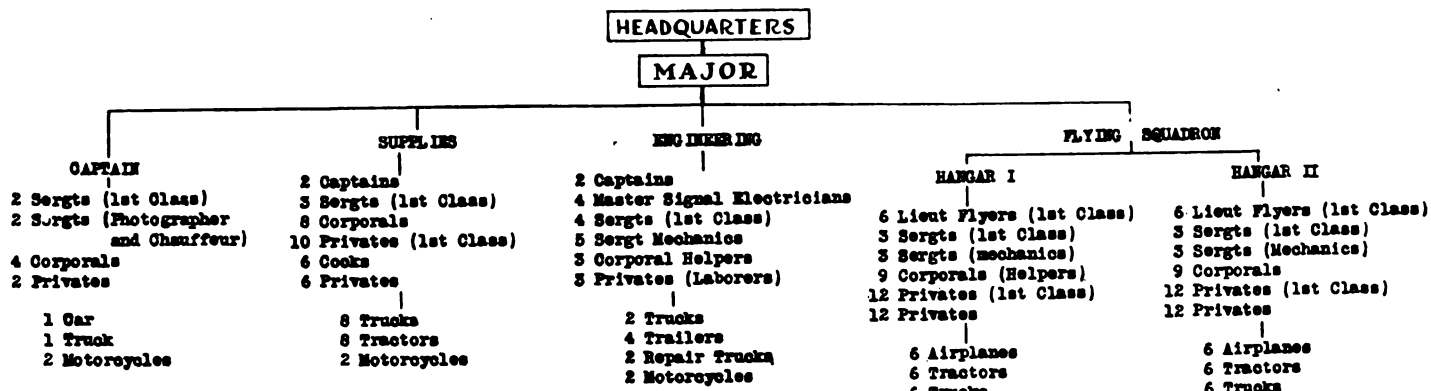 HEADQUARTERS
MAJOR
CAPTAIN
2 Sergts (1st Class)
2 Sergts (Photographer
and Chauffeur)
4 Corporals
2 Privates
1 Car
1 Truck
2 Motorcycles
SUPPLIES
2 Captains
3 Sergts (1st Class)
8 Corporals
10 Privates (1st Class)
6 Cooks
6 Privates
8 Trucks
8 Tractors
2 Motorcycles
ENGINEERING
2 Captains
4 Master Signal Electricians
4 Sergts (1st Class)
5 Sergt Mechanics
3 Corporal Helpers
3 Privates (Laborers)
2 Trucks
4 Trailers
2 Repair Trucks
2 Motorcycles
FLYING SQUADRON
HANGAR I
6 Lieut Flyers (1st Class)
3 Sergts (1st Class)
3 Sergts (mechanics)
9 Corporals (Helpers)
12 Privates (1st Class)
12 Privates
6 Airplanes
6 Tractors
6 Trucks
HANGAR II
6 Lieut Flyers (1st Class)
3 Sergts (1st Class)
3 Sergts (Mechanics)
9 Corporals
12 Privates (1st Class)
12 Privates
6 Airplanes
6 Tractors
6 Trucks